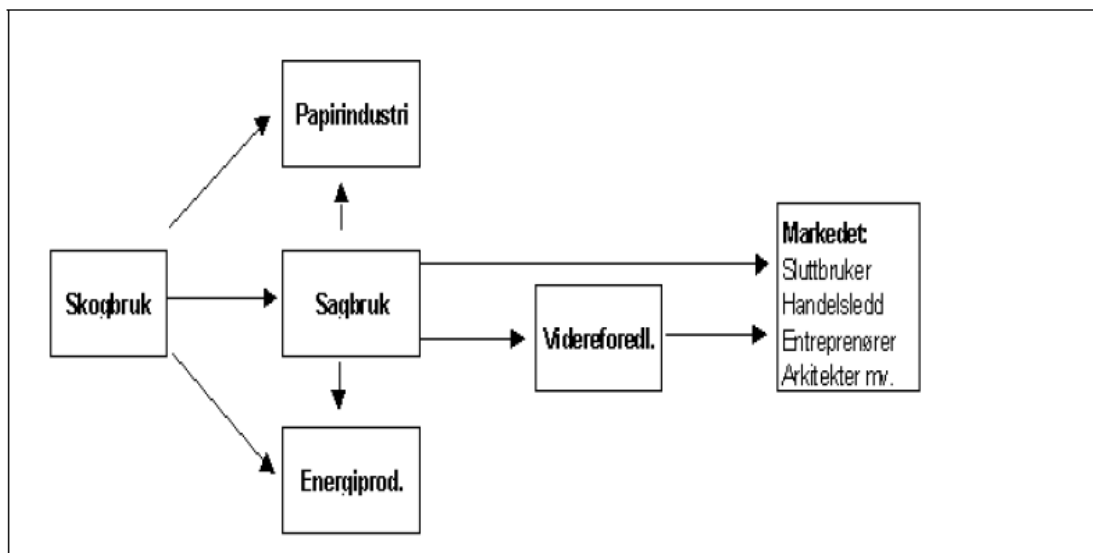 Papirindustri
Skogbruk
Sagbruk
Videreforedl.
Energiprod.
Markedet:
Sluttbruker
Handelsledd
Entreprenører
Arkitekter mv.